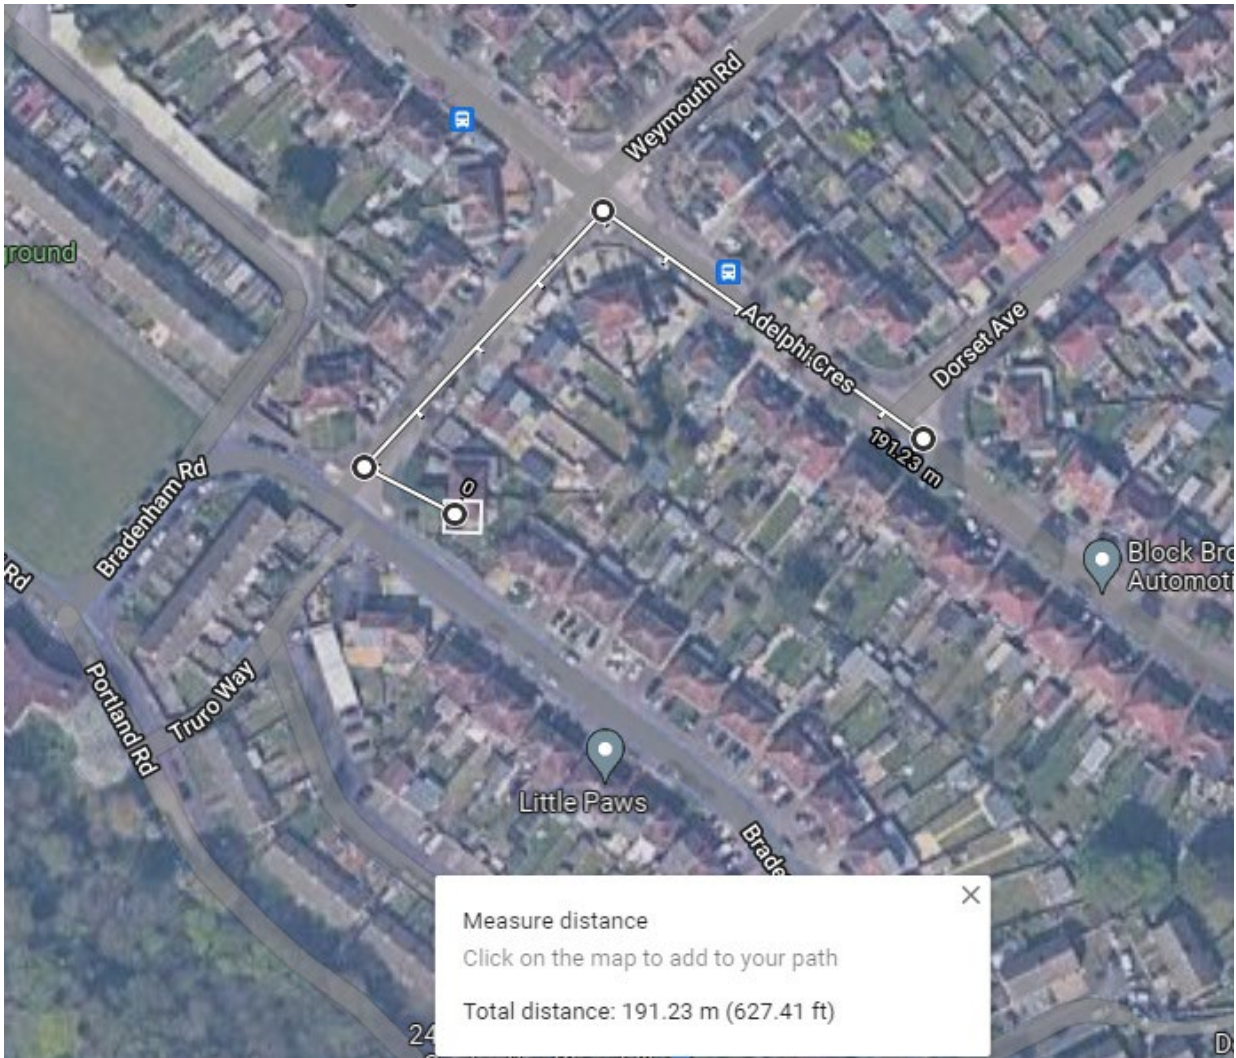 Weymouth Rd
ground
Adelphi Cres
Dorset Ave
191.23 m
0
Bradenham Rd
Rd
Block Bro
Automoti
Portland Rd
Truro Way
Little Paws
Brade
Measure distance
Click on the map to add to your path
Total distance: 191.23 m (627.41 ft)
24
D